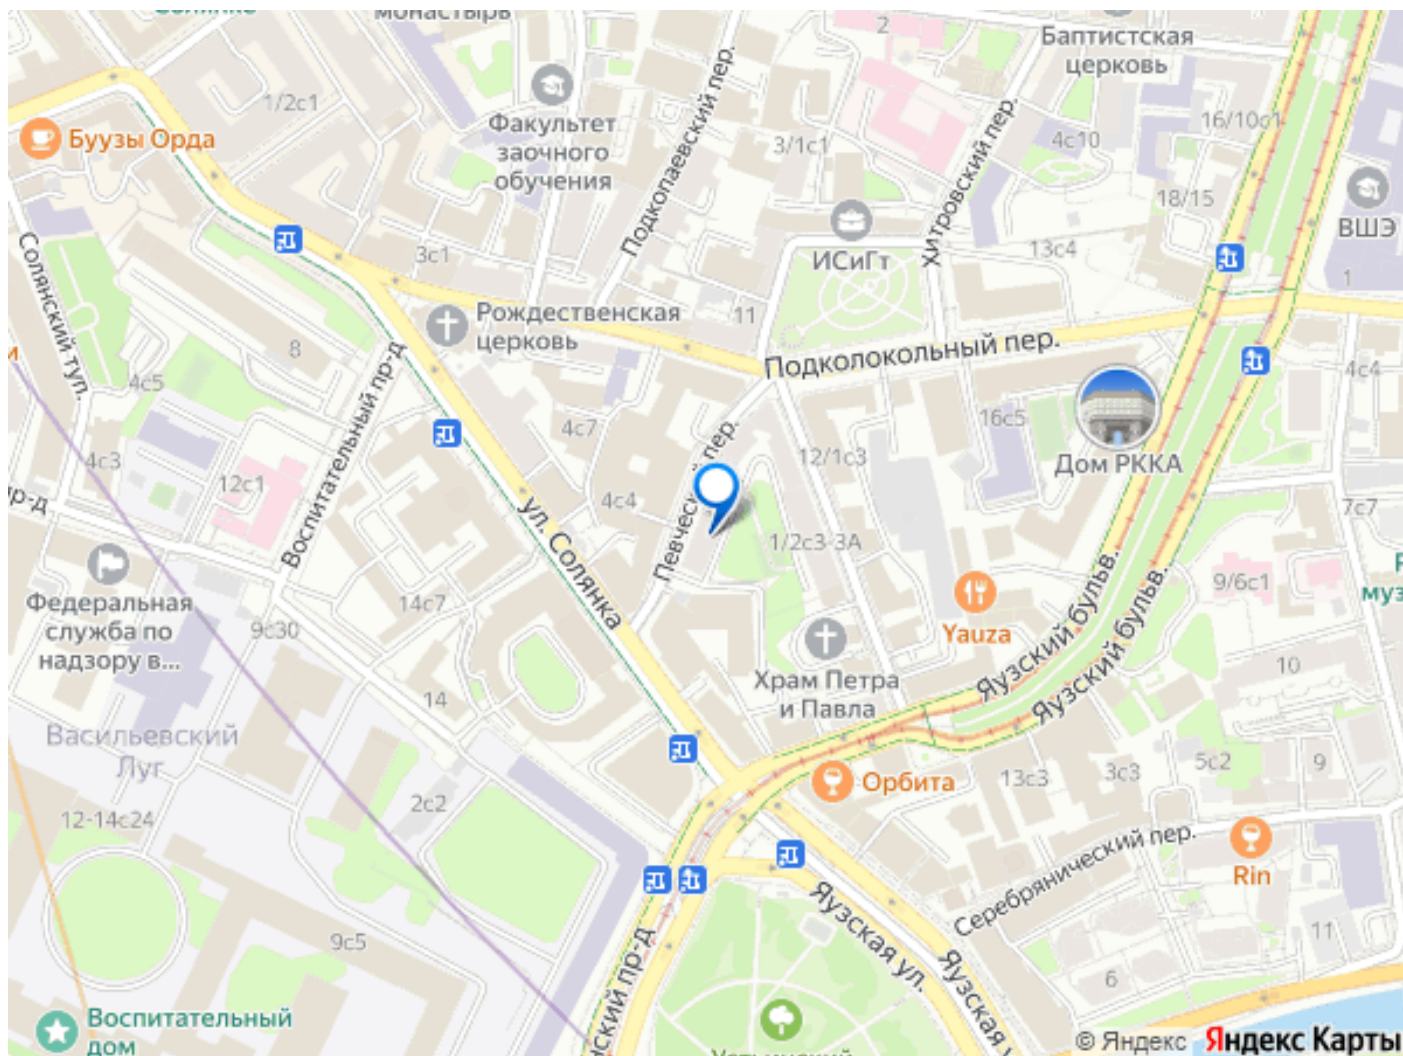 монастырь
2
Баптистская
церковь
1/2с1
16/10с1
Буузы Орда
Факультет
заочного
обучения
3/1с1
4с10
Подкопаевский пер.
Хитровский пер.
18/15
ВШЭ
Солянский туп.
3с1
ИСиГт
13с4
1
Рождественская
церковь
11
8
Подколокольный пер.
4с5
Воспитательный пр-д
4с4
16с5
4с7
Певческий пер.
12/1с3
Дом РККА
4с3
12с1
4с4
7с7
ул. Солянка
1/2с3-3А
Федеральная
служба по
надзору в...
14с7
9с30
Yauza
Яузский бульв.
Яузский бульв.
9/6с1
10
Храм Петра
и Павла
14
Васильевский
Луг
Орбита
13с3
3с3
5с2
9
2с2
12-14с24
Серебрянический пер.
Rin
Яузская ул.
9с5
11
6
Яузская
Воспитательный
дом
© Яндекс
Яндекс Карты